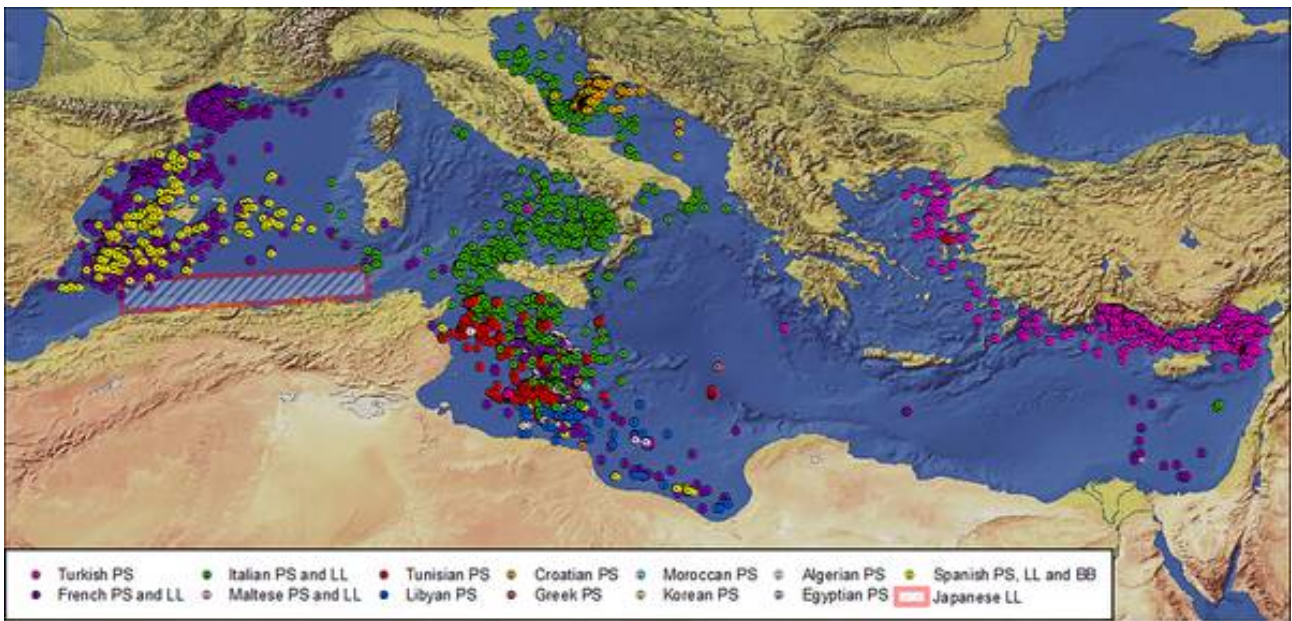 Turkish PS Italian PS and LL Tunisian PS Croatian PS Moroccan PS Algerian PS Spanish PS, LL and BB
French PS and LL Maltese PS and LL Libyan PS Greek PS Korean PS Egyptian PS Japanese LL